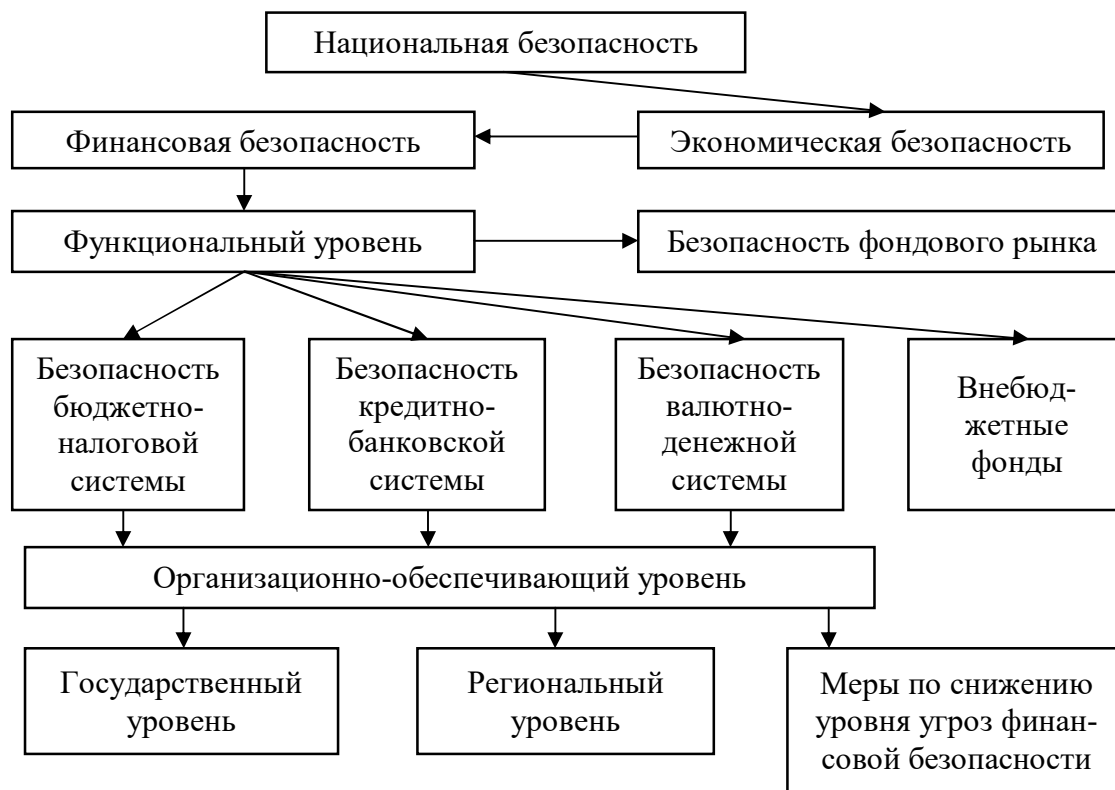 Национальная безопасность
Финансовая безопасность
Экономическая безопасность
Функциональный уровень
Безопасность фондового рынка
Безопасность
бюджетно-
налоговой
системы
Безопасность
кредитно-
банковской
системы
Безопасность
валютно-
денежной
системы
Внебюд-
жетные
фонды
Организационно-обеспечивающий уровень
Государственный
уровень
Региональный
уровень
Меры по снижению
уровня угроз финан-
совой безопасности